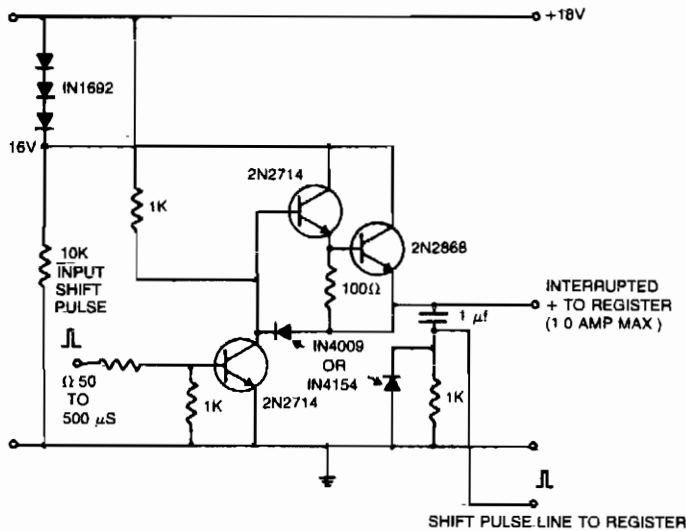 +18V
IN1692
16V
2N2714
1K
2N2868
10K
INPUT
SHIFT
PULSE
100Ω
INTERRUPTED
+ TO REGISTER
(1 0 AMP MAX )
1 µf
IN4009
OR
IN4154
Ω 50
TO
500 µS
1K
2N2714
1K
SHIFT PULSE LINE TO REGISTER